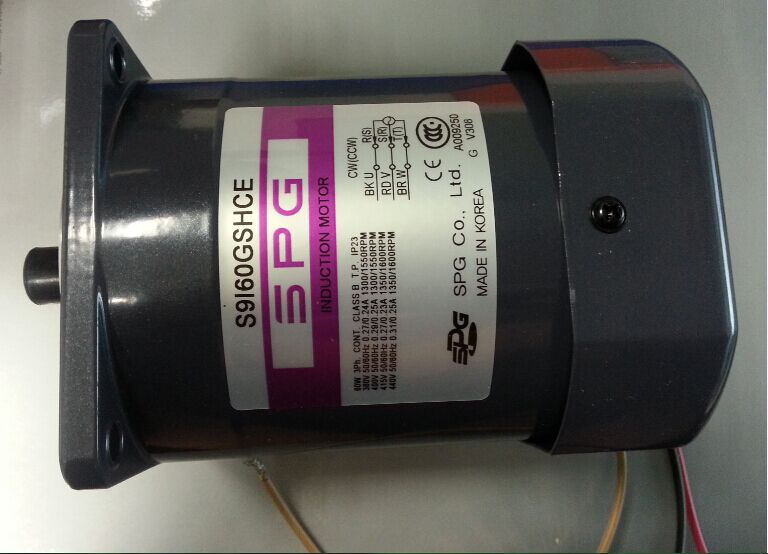 S9I60GSHCE
SPG
INDUCTION MOTOR
60W 3Ph. CONT. CLASS B T.P. IP23
380V 50/60Hz 0.27/0.24A 1300/1550RPM
400V 50/60Hz 0.29/0.25A 1300/1550RPM
415V 50/60Hz 0.27/0.23A 1350/1600RPM
440V 50/60Hz 0.31/0.25A 1350/1600RPM
CW(CCW)
BK U R(S)
RD V S(R)
BR W T(T)
CE CCC A009250
G V308
SPG SPG Co., Ltd.
MADE IN KOREA